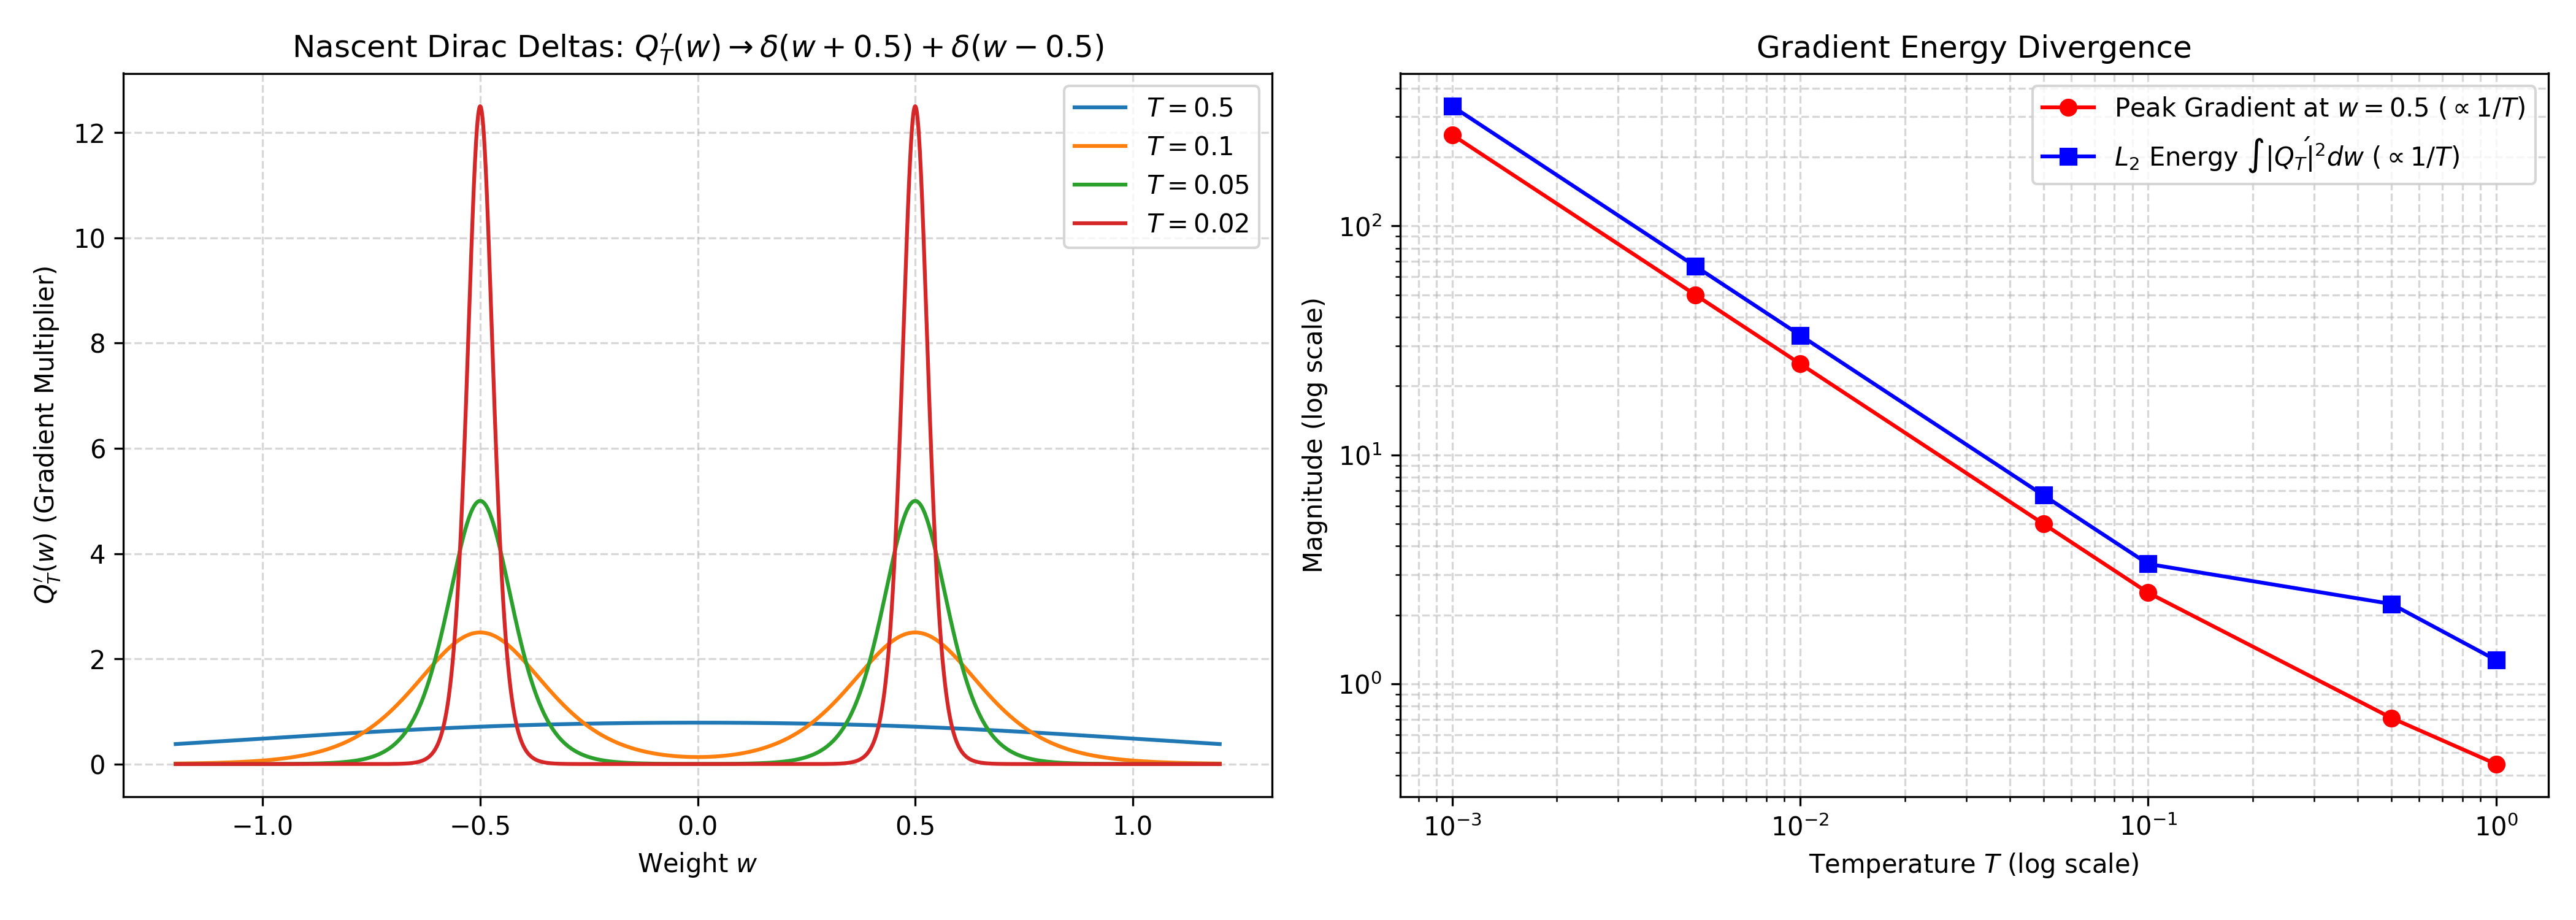 Nascent Dirac Deltas: Q′_T(w) → δ(w + 0.5) + δ(w − 0.5)
Q′_T(w) (Gradient Multiplier)
12
10
8
6
4
2
0
−1.0 −0.5 0.0 0.5 1.0
Weight w
T = 0.5
T = 0.1
T = 0.05
T = 0.02
Gradient Energy Divergence
Magnitude (log scale)
10²
10¹
10⁰
10⁻³ 10⁻² 10⁻¹ 10⁰
Temperature T (log scale)
Peak Gradient at w = 0.5 (∝ 1/T)
L₂ Energy ∫|Q′_T|²dw (∝ 1/T)